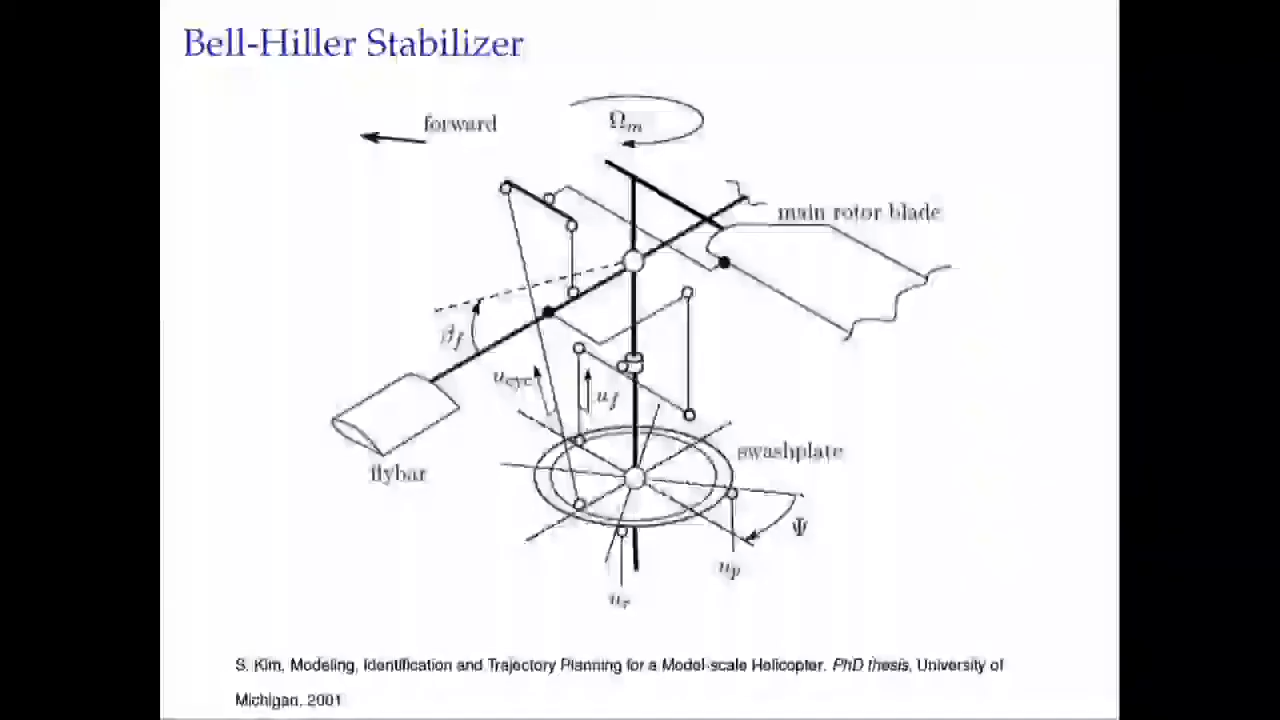 Bell-Hiller Stabilizer
forward
Ωm
main rotor blade
βf
ucyc
uf
flybar
swashplate
Ψ
up
ur
S. Kim, Modeling, Identification and Trajectory Planning for a Model-scale Helicopter. PhD thesis, University of
Michigan, 2001